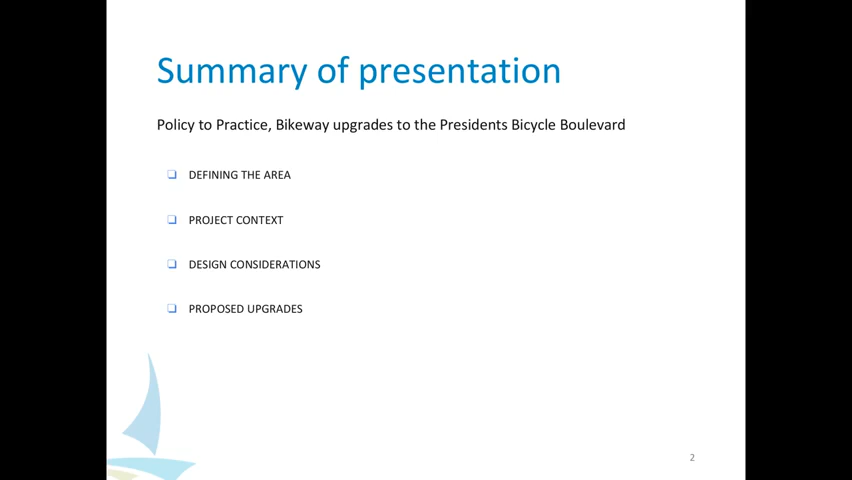 Summary of presentation
Policy to Practice, Bikeway upgrades to the Presidents Bicycle Boulevard
DEFINING THE AREA
PROJECT CONTEXT
DESIGN CONSIDERATIONS
PROPOSED UPGRADES
2